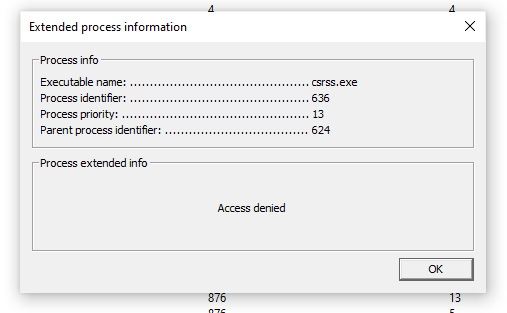 4 4
Extended process information
Process info
Executable name: ............................................... csrss.exe
Process identifier: ............................................... 636
Process priority: ................................................. 13
Parent process identifier: ..................................... 624
Process extended info
Access denied
OK
876 13
876 5